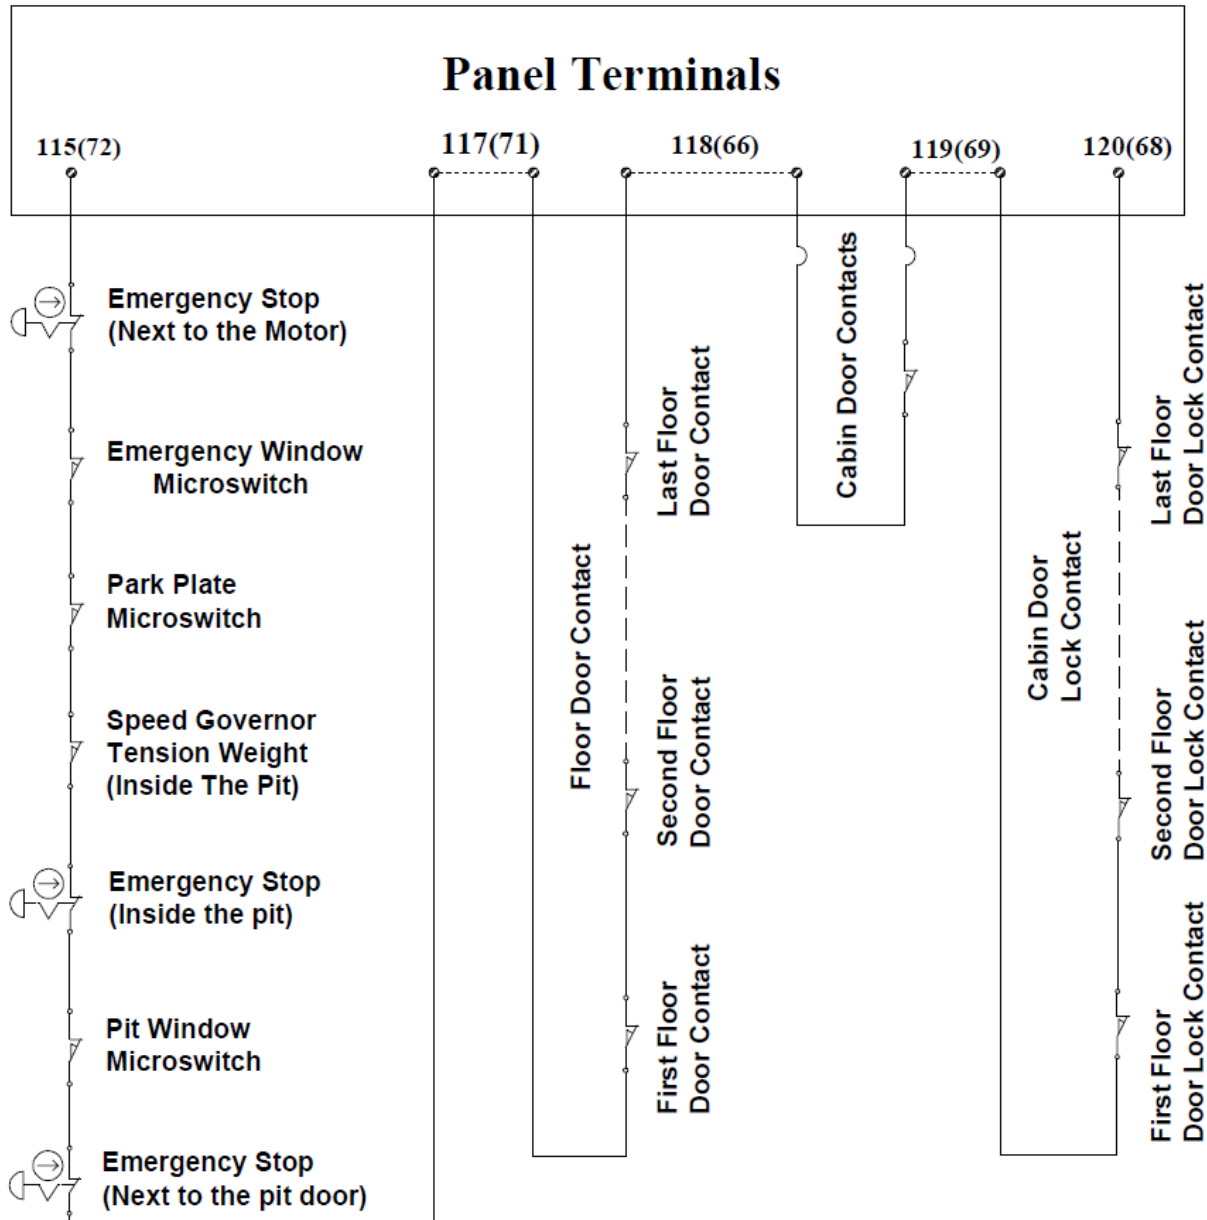 Panel Terminals
115(72)
117(71)
118(66)
119(69)
120(68)
Emergency Stop
(Next to the Motor)
Emergency Window
Microswitch
Park Plate
Microswitch
Speed Governor
Tension Weight
(Inside The Pit)
Emergency Stop
(Inside the pit)
Pit Window
Microswitch
Emergency Stop
(Next to the pit door)
Floor Door Contact
Last Floor
Door Contact
Second Floor
Door Contact
First Floor
Door Contact
Cabin Door Contacts
Cabin Door
Lock Contact
Last Floor
Door Lock Contact
Second Floor
Door Lock Contact
First Floor
Door Lock Contact